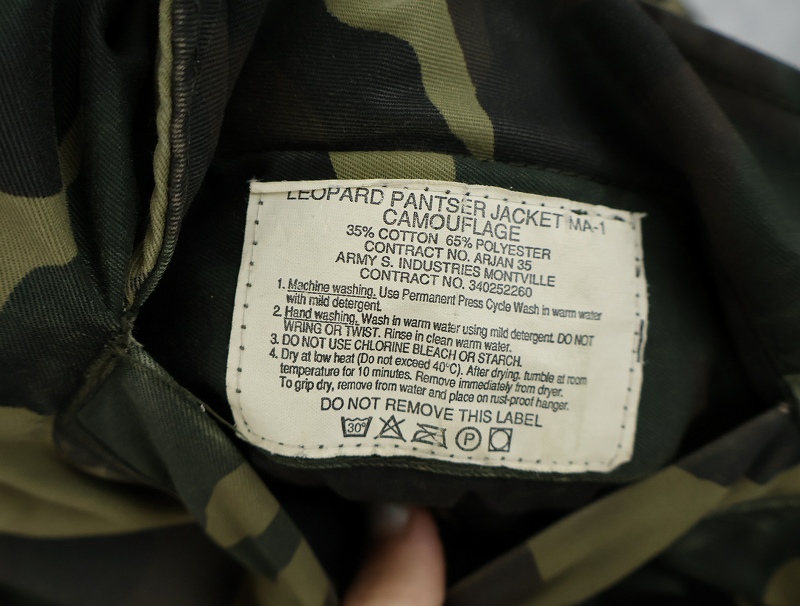 LEOPARD PANTSER JACKET MA-1
CAMOUFLAGE
35% COTTON 65% POLYESTER
CONTRACT NO. ARJAN 35
ARMY S. INDUSTRIES MONTVILLE
CONTRACT NO. 340252260
1. Machine washing. Use Permanent Press Cycle Wash in warm water
with mild detergent.
2. Hand washing. Wash in warm water using mild detergent. DO NOT
WRING OR TWIST. Rinse in clean warm water.
3. DO NOT USE CHLORINE BLEACH OR STARCH.
4. Dry at low heat (Do not exceed 40°C). After drying, tumble at room
temperature for 10 minutes. Remove immediately from dryer.
To grip dry, remove from water and place on rust-proof hanger.
DO NOT REMOVE THIS LABEL
30° P